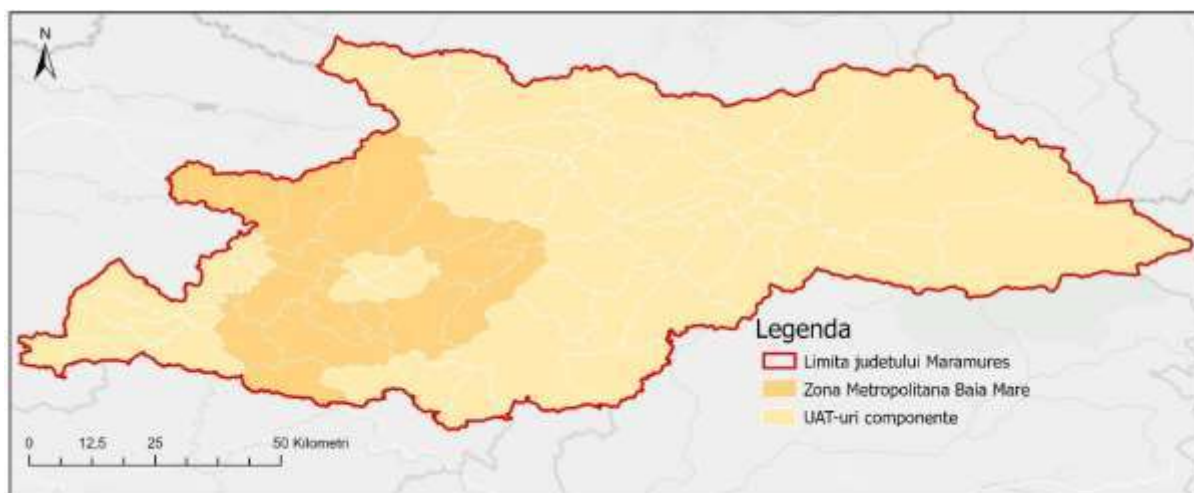 N
Legenda
Limita judetului Maramures
Zona Metropolitana Baia Mare
UAT-uri componente
0 12.5 25 50 Kilometri